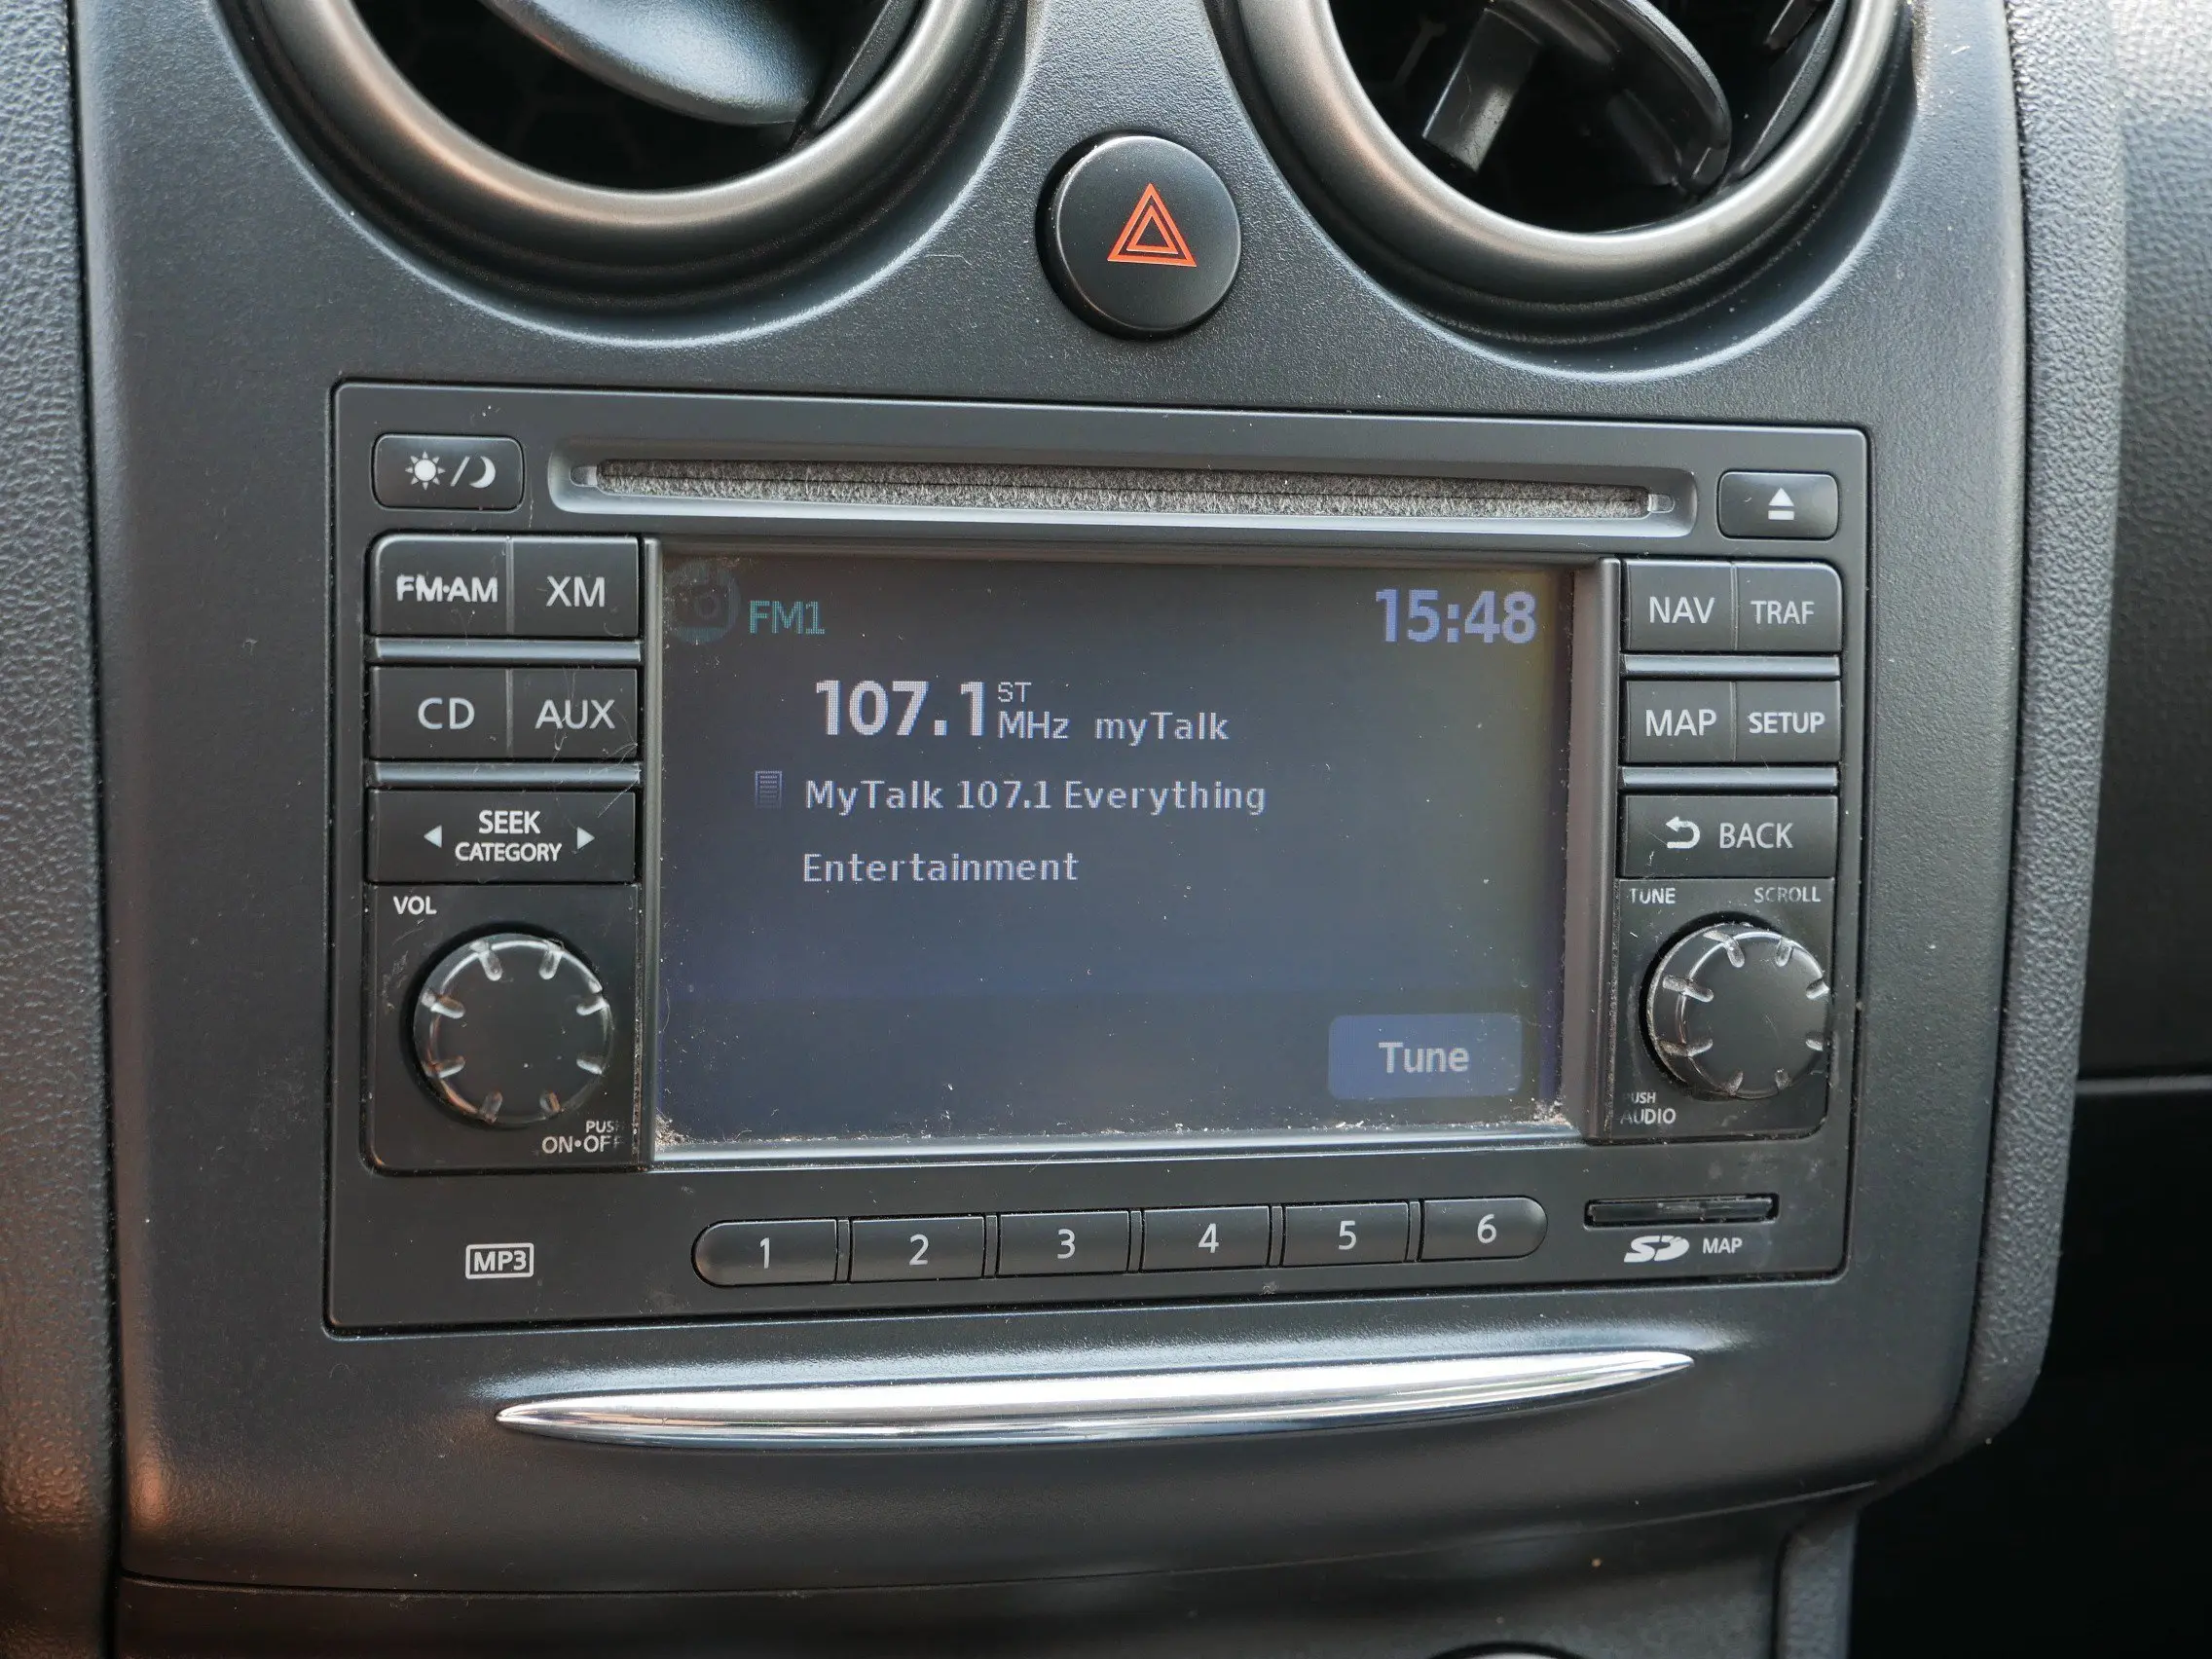 FM·AM XM
CD AUX
SEEK
CATEGORY
VOL
PUSH
ON•OFF
FM1 15:48
107.1 ST MHz myTalk
MyTalk 107.1 Everything
Entertainment
Tune
NAV TRAF
MAP SETUP
BACK
TUNE SCROLL
PUSH
AUDIO
MP3
1 2 3 4 5 6
SD MAP